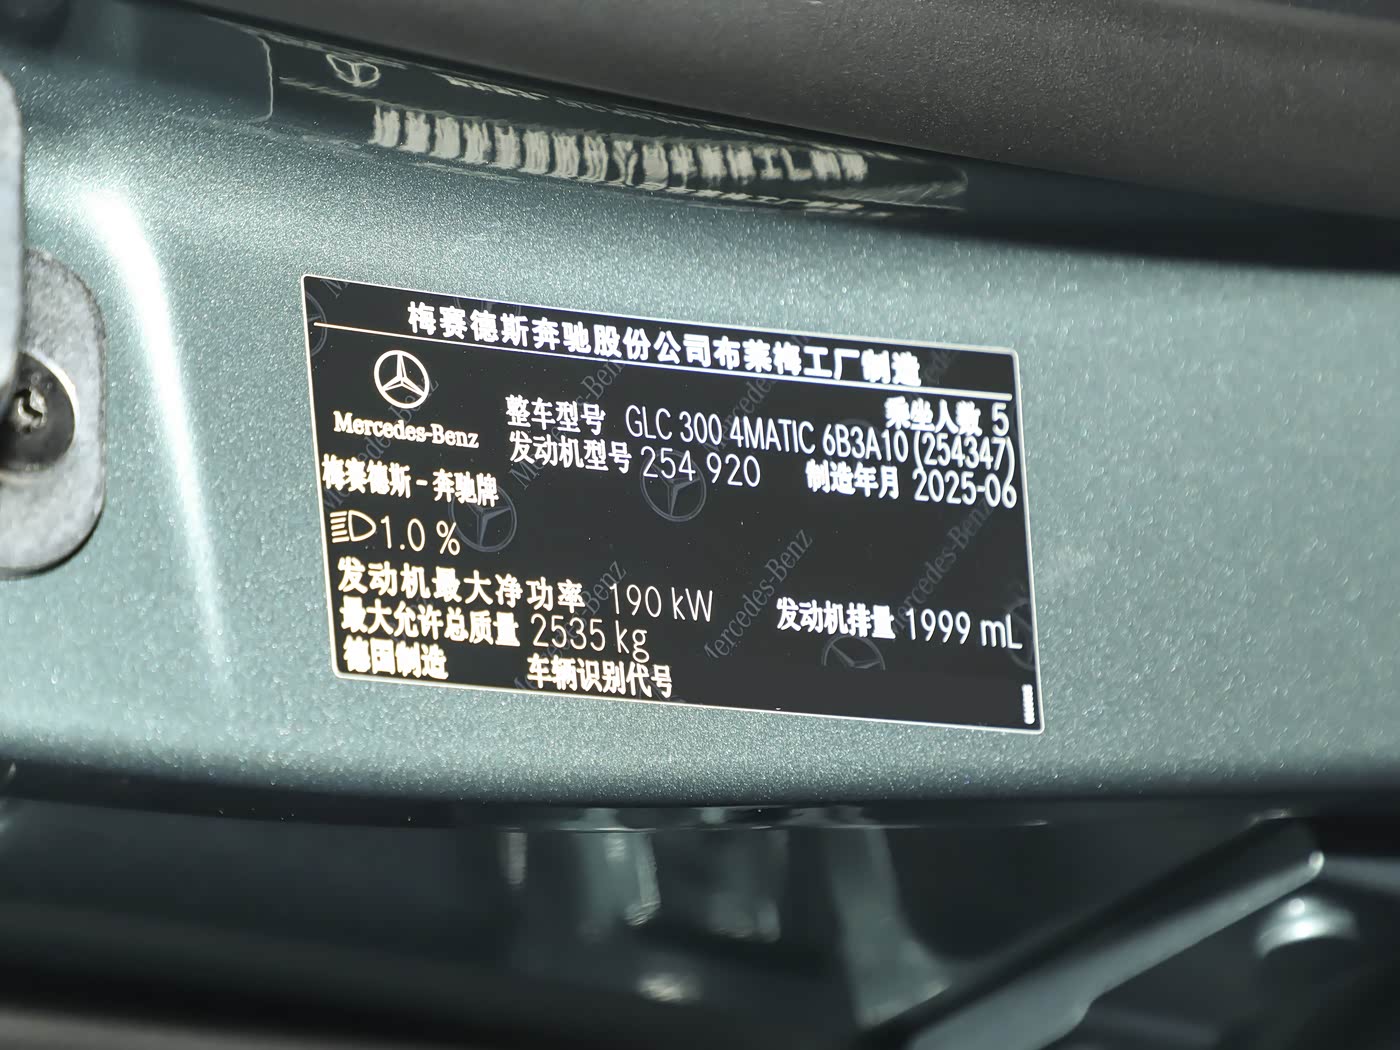 梅赛德斯奔驰股份公司布莱梅工厂制造
Mercedes-Benz
整车型号 GLC 300 4MATIC 6B3A10 (254347)
乘坐人数 5
发动机型号 254 920
制造年月 2025-06
梅赛德斯-奔驰牌
1.0 %
发动机最大净功率 190 kW
发动机排量 1999 mL
最大允许总质量 2535 kg
德国制造
车辆识别代号
Mercedes-Benz
Mercedes-Benz